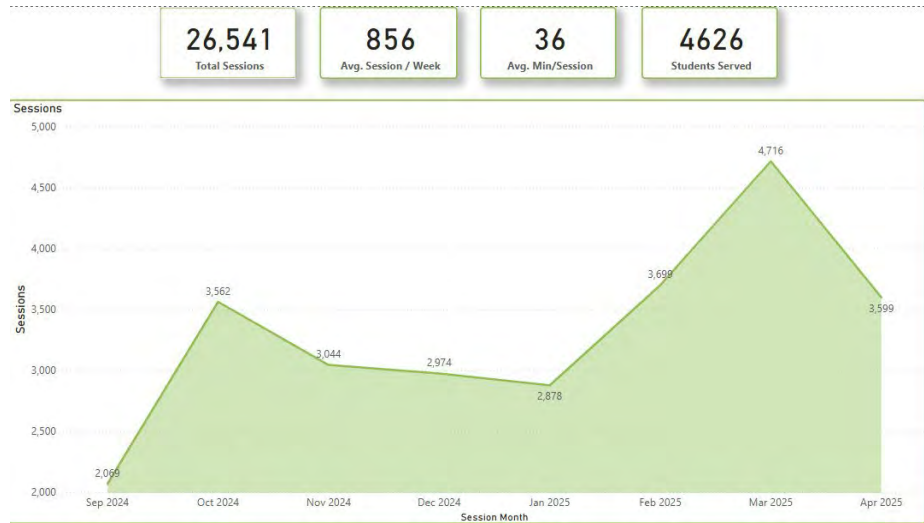 26,541
Total Sessions
856
Avg. Session / Week
36
Avg. Min/Session
4626
Students Served
Sessions
5,000
4,500
4,000
3,500
3,000
2,500
2,000
Sessions
2,069
3,562
3,044
2,974
2,878
3,699
4,716
3,599
Sep 2024
Oct 2024
Nov 2024
Dec 2024
Jan 2025
Feb 2025
Mar 2025
Apr 2025
Session Month